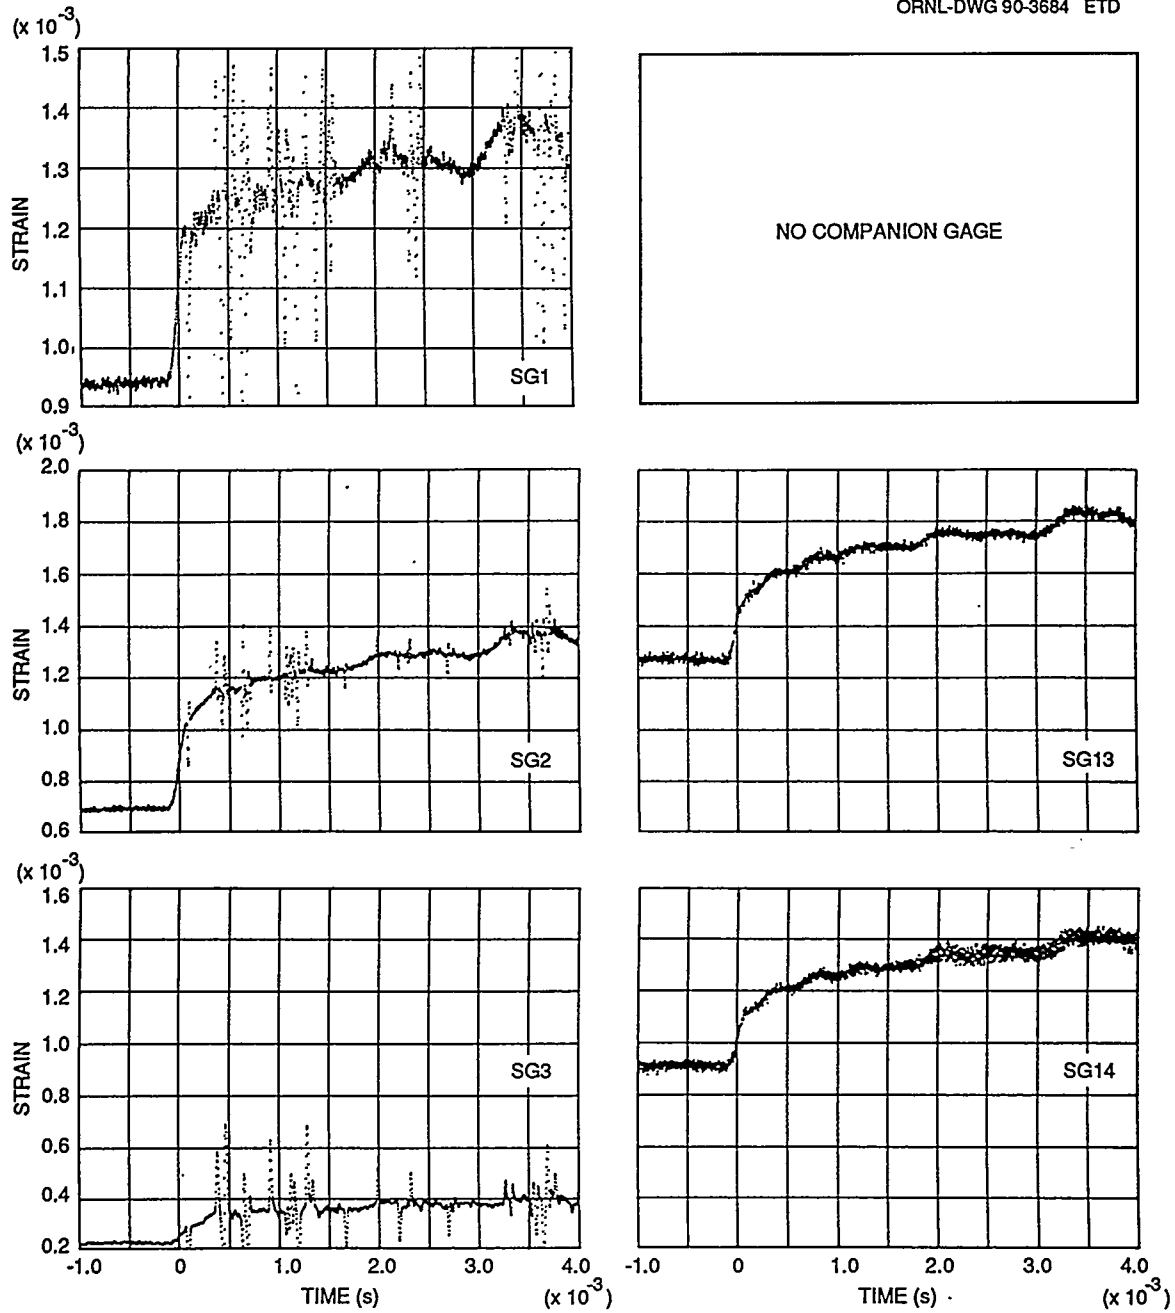 ORNL-DWG 90-3684 ETD
(x 10-3)
1.5
1.4
1.3
1.2
1.1
1.0
0.9
STRAIN
SG1
NO COMPANION GAGE
(x 10-3)
2.0
1.8
1.6
1.4
1.2
1.0
0.8
0.6
STRAIN
SG2
SG13
(x 10-3)
1.6
1.4
1.2
1.0
0.8
0.6
0.4
0.2
STRAIN
SG3
SG14
-1.0 0 1.0 2.0 3.0 4.0
TIME (s) (x 10-3)
-1.0 0 1.0 2.0 3.0 4.0
TIME (s) (x 10-3)